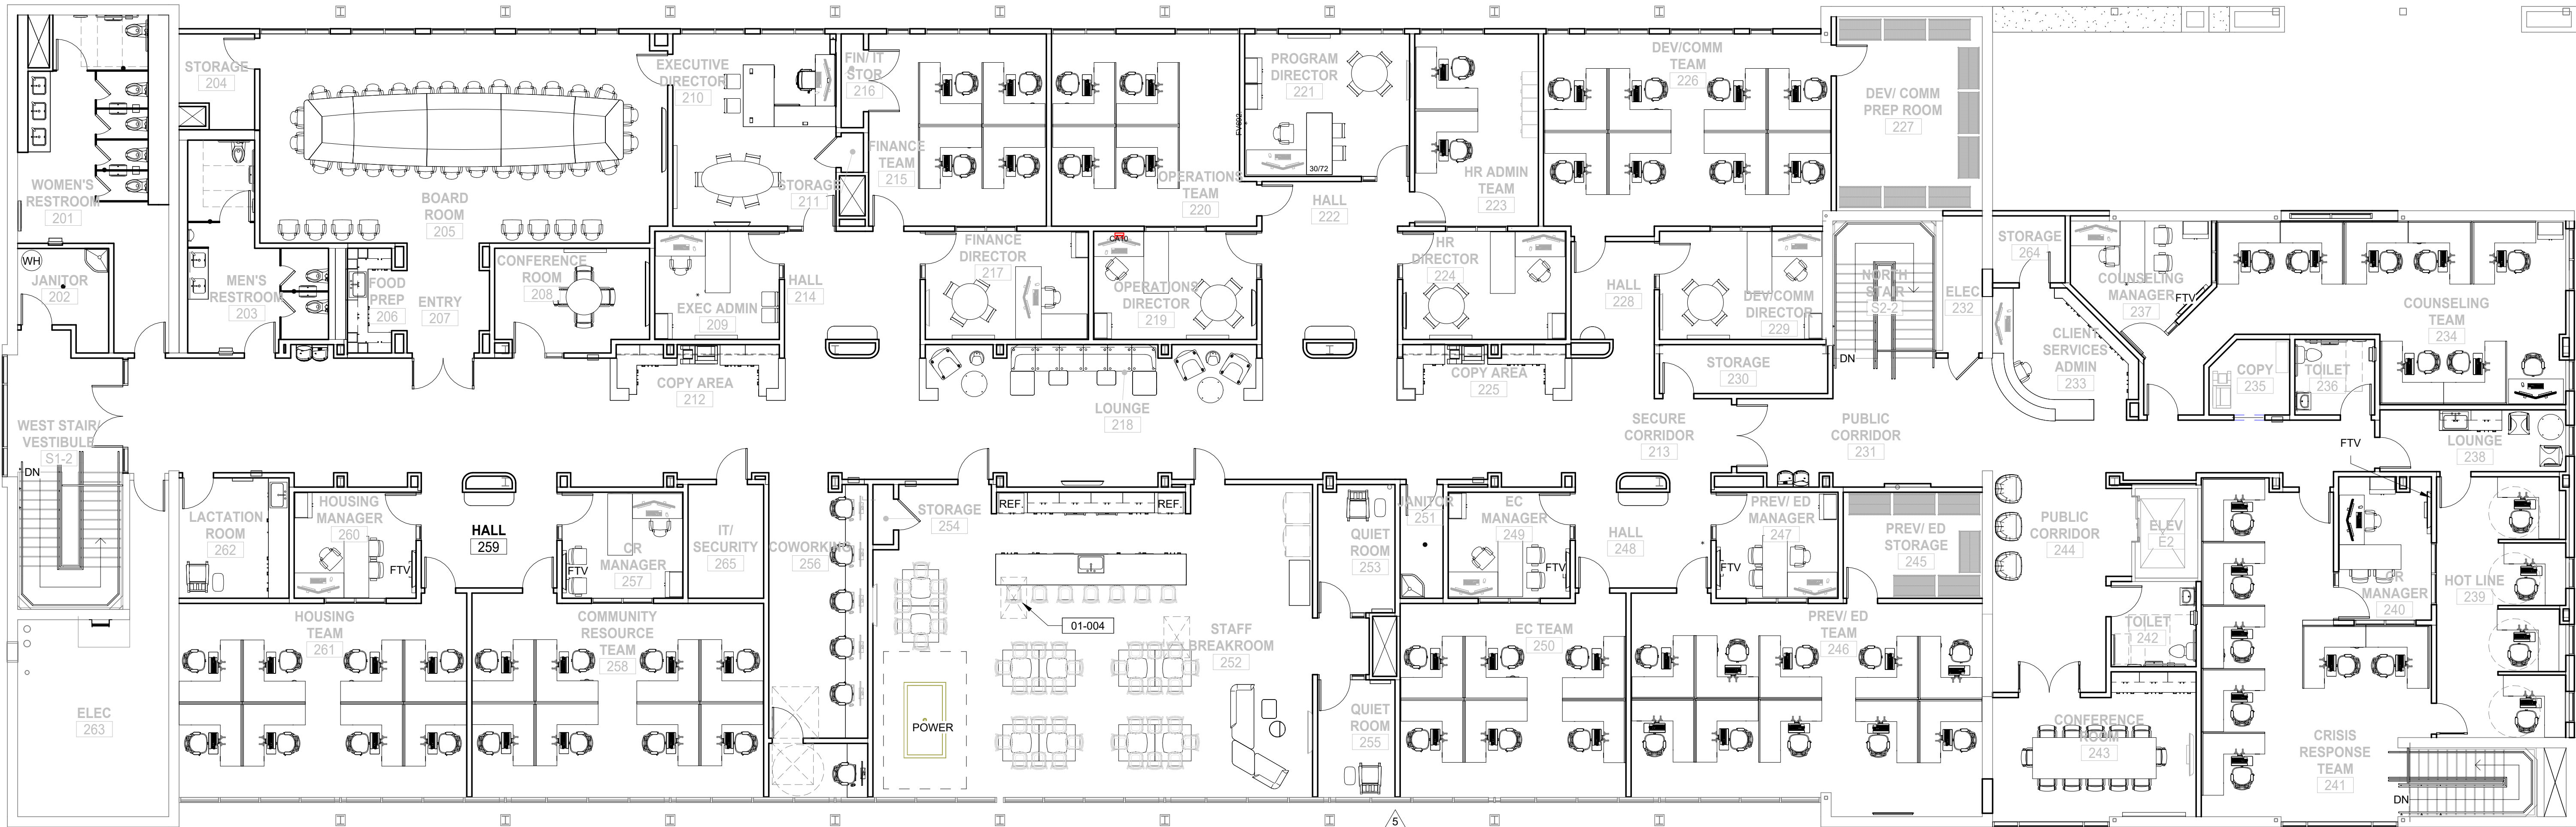 WOMEN'S
RESTROOM
201
STORAGE
204
BOARD
ROOM
205
EXECUTIVE
DIRECTOR
210
STORAGE
211
FIN/ IT
STOR
216
FINANCE
TEAM
215
OPERATIONS
TEAM
220
PROGRAM
DIRECTOR
221
FV602
30/72
HALL
222
HR ADMIN
TEAM
223
DEV/COMM
TEAM
226
DEV/ COMM
PREP ROOM
227
WH
JANITOR
202
MEN'S
RESTROOM
203
FOOD
PREP
206
ENTRY
207
CONFERENCE
ROOM
208
EXEC ADMIN
209
HALL
214
FINANCE
DIRECTOR
217
OPERATIONS
DIRECTOR
219
HR
DIRECTOR
224
HALL
228
DEV/COMM
DIRECTOR
229
NORTH
STAIR
S2-2
DN
ELEC
232
STORAGE
264
COUNSELING
MANAGER
237
FTV
CLIENT
SERVICES
ADMIN
233
COUNSELING
TEAM
234
COPY
235
TOILET
236
COPY AREA
212
LOUNGE
218
COPY AREA
225
STORAGE
230
SECURE
CORRIDOR
213
PUBLIC
CORRIDOR
231
FTV
LOUNGE
238
WEST STAIR/
VESTIBULE
S1-2
DN
LACTATION
ROOM
262
HOUSING
MANAGER
260
FTV
HALL
259
CR
MANAGER
257
FTV
IT/
SECURITY
265
COWORKING
256
STORAGE
254
REF.
REF.
QUIET
ROOM
253
JANITOR
251
EC
MANAGER
249
FTV
HALL
248
PREV/ ED
MANAGER
247
FTV
PREV/ ED
STORAGE
245
PUBLIC
CORRIDOR
244
ELEV
E2
CR
MANAGER
240
HOT LINE
239
TOILET
242
HOUSING
TEAM
261
COMMUNITY
RESOURCE
TEAM
258
01-004
STAFF
BREAKROOM
252
EC TEAM
250
PREV/ ED
TEAM
246
ELEC
263
POWER
QUIET
ROOM
255
CONFERENCE
ROOM
243
CRISIS
RESPONSE
TEAM
241
DN
5